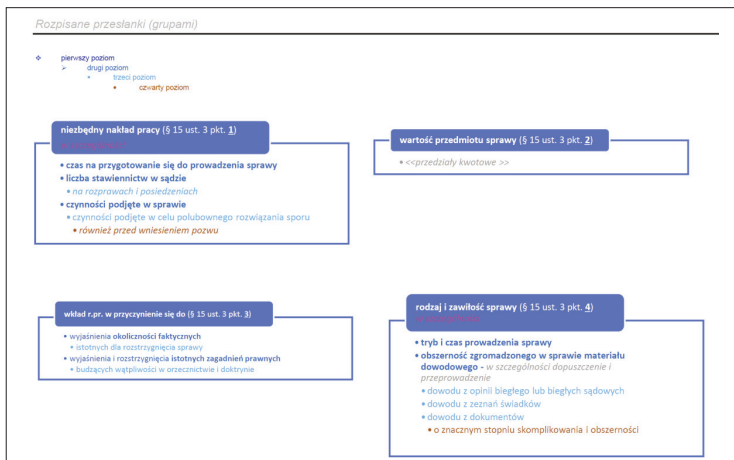 Rozpisane przesłanki (grupami)
pierwszy poziom
drugi poziom
trzeci poziom
czwarty poziom
niezbędny nakład pracy (§ 15 ust. 3 pkt. 1)
• czas na przygotowanie się do prowadzenia sprawy
• liczba stawiennictw w sądzie
• na rozprawach i posiedzeniach
• czynności podjęte w sprawie
• czynności podjęte w celu polubownego rozwiązania sporu
• również przed wniesieniem pozwu
wartość przedmiotu sprawy (§ 15 ust. 3 pkt. 2)
• <<przedziały kwotowe >>
wkład r.pr. w przyczynienie się do (§ 15 ust. 3 pkt. 3)
• wyjaśnienia okoliczności faktycznych
• istotnych dla rozstrzygnięcia sprawy
• wyjaśnienia i rozstrzygnięcia istotnych zagadnień prawnych
• budzących wątpliwości w orzecznictwie i doktrynie
rodzaj i zawiłość sprawy (§ 15 ust. 3 pkt. 4)
• tryb i czas prowadzenia sprawy
• obszerność zgromadzonego w sprawie materiału
dowodowego - w szczególności dopuszczenie i
przeprowadzenie
• dowodu z opinii biegłego lub biegłych sądowych
• dowodu z zeznań świadków
• dowodu z dokumentów
• o znacznym stopniu skomplikowania i obszerności